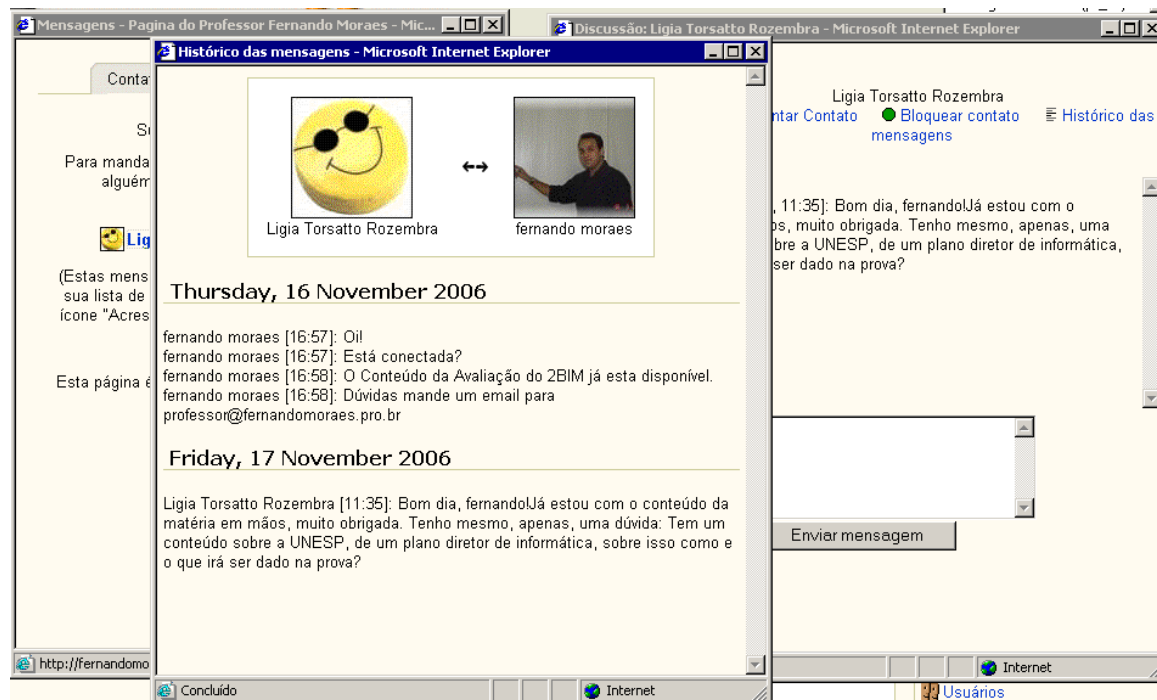 Mensagens - Pagina do Professor Fernando Moraes - Mic...
Discussão: Ligia Torsatto Rozembra - Microsoft Internet Explorer
Histórico das mensagens - Microsoft Internet Explorer
Ligia Torsatto Rozembra
fernando moraes
Thursday, 16 November 2006
fernando moraes [16:57]: Oi!
fernando moraes [16:57]: Está conectada?
fernando moraes [16:58]: O Conteúdo da Avaliação do 2BIM já esta disponível.
fernando moraes [16:58]: Dúvidas mande um email para
professor@fernandomoraes.pro.br
Friday, 17 November 2006
Ligia Torsatto Rozembra [11:35]: Bom dia, fernando!Já estou com o conteúdo da
matéria em mãos, muito obrigada. Tenho mesmo, apenas, uma dúvida: Tem um
conteúdo sobre a UNESP, de um plano diretor de informática, sobre isso como e
o que irá ser dado na prova?
Concluído
Internet
Conta
Para manda
alguém
Lig
(Estas mens
sua lista de
ícone "Acres
Esta página é
http://fernandomo
Ligia Torsatto Rozembra
ntar Contato Bloquear contato Histórico das
mensagens
, 11:35]: Bom dia, fernando!Já estou com o
os, muito obrigada. Tenho mesmo, apenas, uma
bre a UNESP, de um plano diretor de informática,
ser dado na prova?
Enviar mensagem
Internet
Usuários